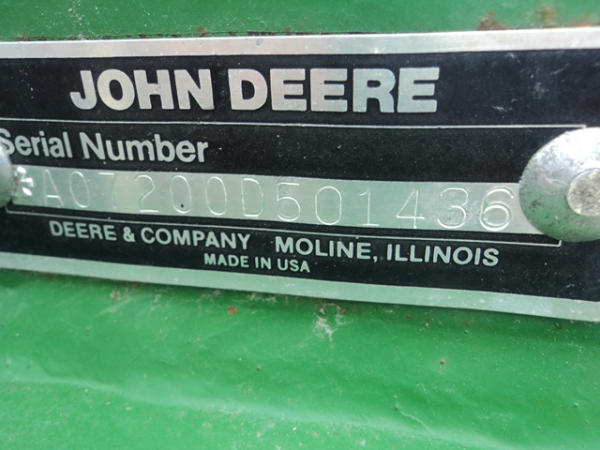 JOHN DEERE
Serial Number
A07200D501436
DEERE & COMPANY MOLINE, ILLINOIS
MADE IN USA